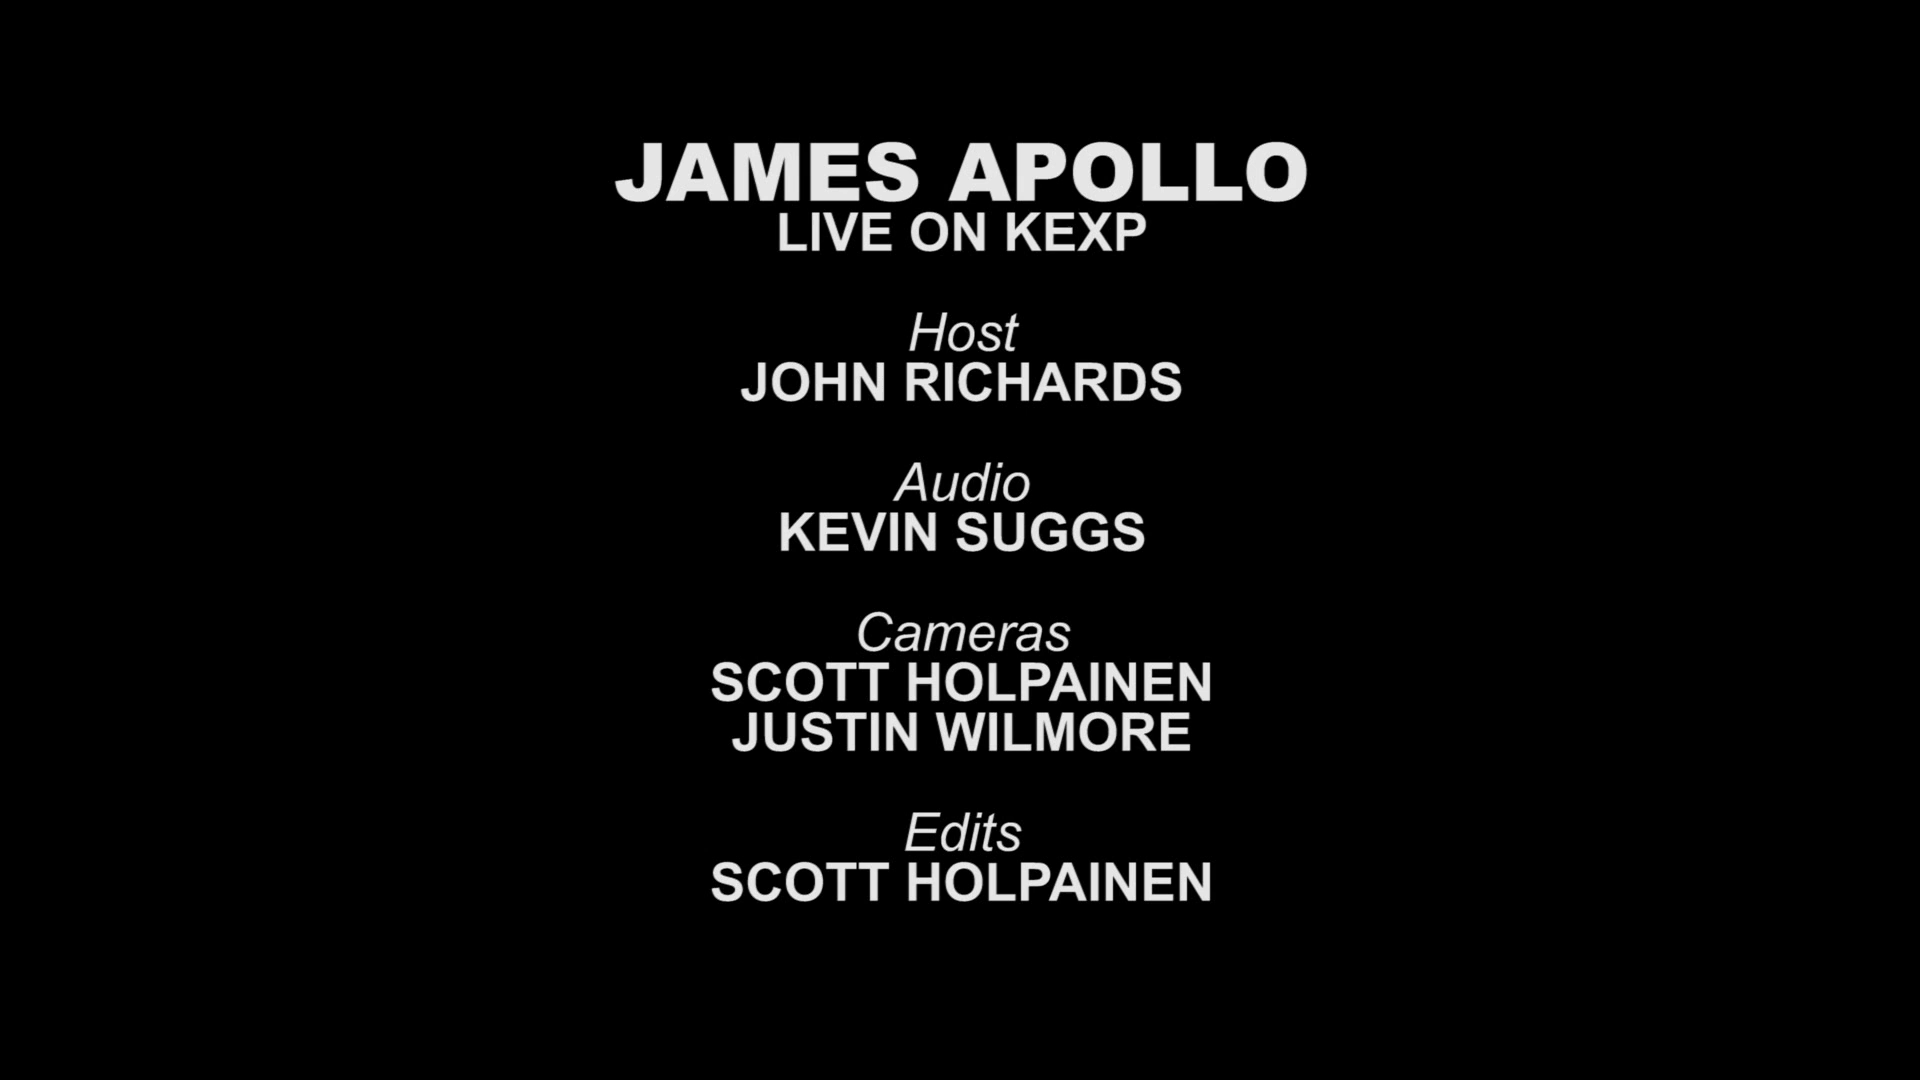 JAMES APOLLO
LIVE ON KEXP
Host
JOHN RICHARDS
Audio
KEVIN SUGGS
Cameras
SCOTT HOLPAINEN
JUSTIN WILMORE
Edits
SCOTT HOLPAINEN